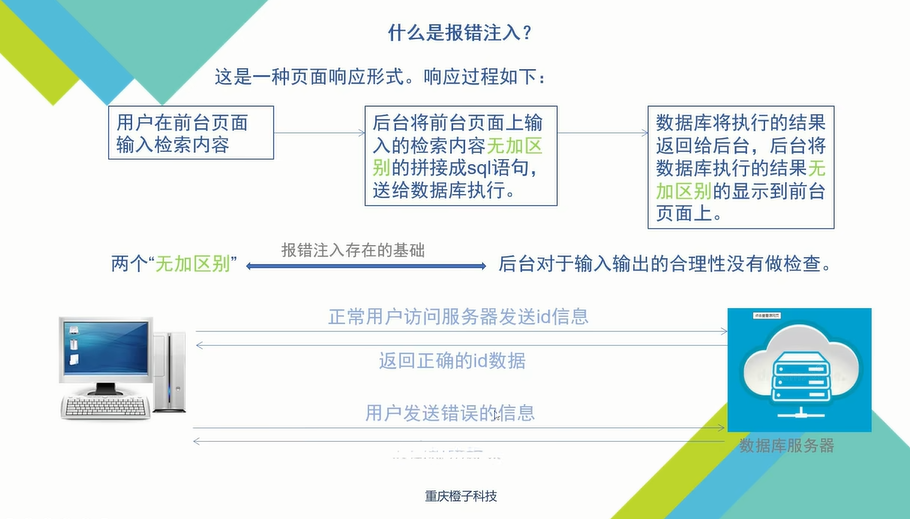 什么是报错注入？
这是一种页面响应形式。响应过程如下：
用户在前台页面
输入检索内容
后台将前台页面上输
入的检索内容无加区
别的拼接成sql语句，
送给数据库执行。
数据库将执行的结果
返回给后台，后台将
数据库执行的结果无
加区别的显示到前台
页面上。
报错注入存在的基础
两个“无加区别”
后台对于输入输出的合理性没有做检查。
正常用户访问服务器发送id信息
返回正确的id数据
用户发送错误的信息
数据库服务器
重庆橙子科技